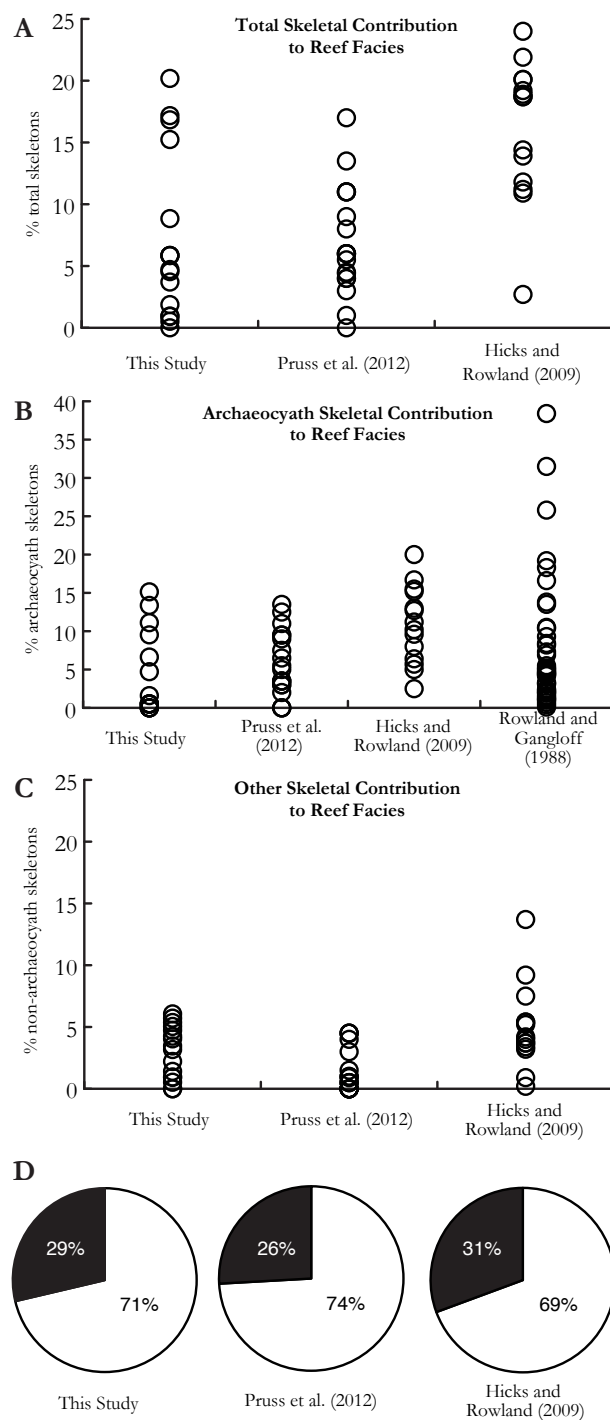 A
Total Skeletal Contribution
to Reef Facies
% total skeletons
25
20
15
10
5
0
This Study
Pruss et al. (2012)
Hicks and
Rowland (2009)
B
Archaeocyath Skeletal Contribution
to Reef Facies
% archaeocyath skeletons
40
35
30
25
20
15
10
5
0
This Study
Pruss et al.
(2012)
Hicks and
Rowland (2009)
Rowland and
Gangloff
(1988)
C
Other Skeletal Contribution
to Reef Facies
% non-archaeocyath skeletons
25
20
15
10
5
0
This Study
Pruss et al. (2012)
Hicks and
Rowland (2009)
D
29%
71%
This Study
26%
74%
Pruss et al. (2012)
31%
69%
Hicks and
Rowland (2009)